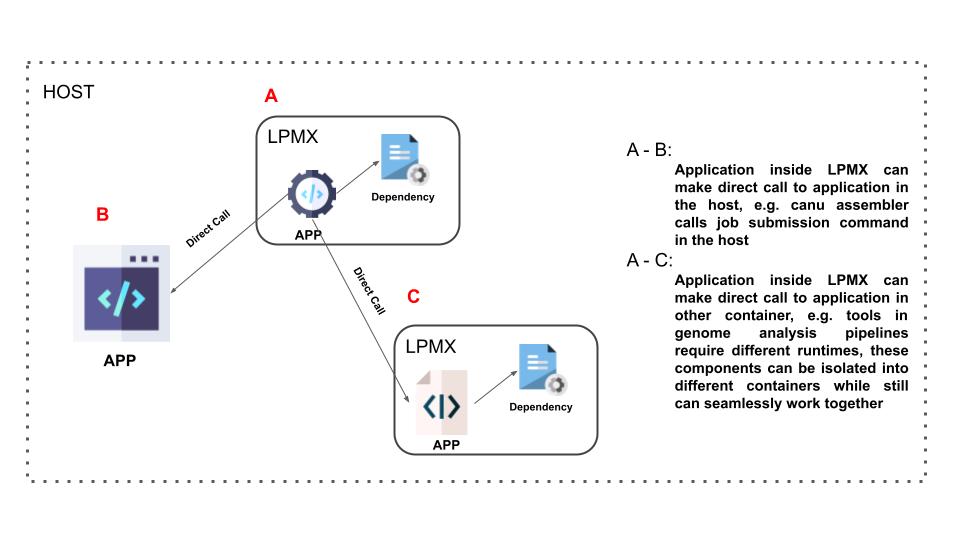 HOST
A
LPMX
Dependency
APP
B
Direct Call
APP
Direct Call
C
LPMX
Dependency
APP
A - B:
Application inside LPMX can
make direct call to application in
the host, e.g. canu assembler
calls job submission command
in the host
A - C:
Application inside LPMX can
make direct call to application in
other container, e.g. tools in
genome analysis pipelines
require different runtimes, these
components can be isolated into
different containers while still
can seamlessly work together